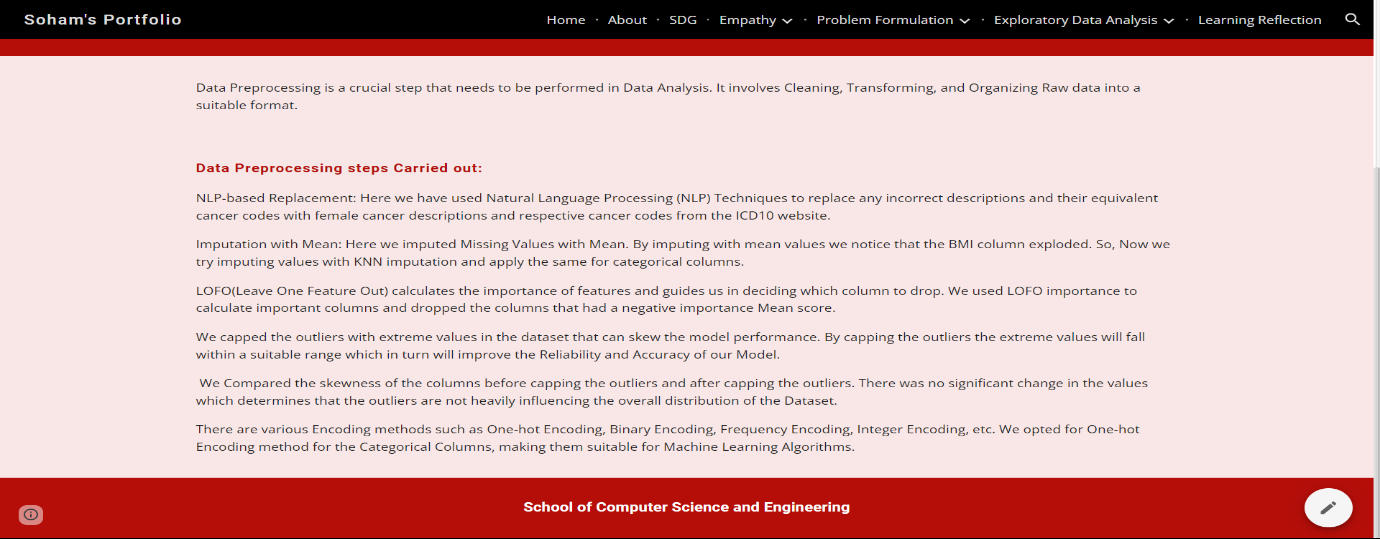 Soham's Portfolio
Home · About · SDG · Empathy · Problem Formulation · Exploratory Data Analysis · Learning Reflection
Data Preprocessing is a crucial step that needs to be performed in Data Analysis. It involves Cleaning, Transforming, and Organizing Raw data into a
suitable format.
Data Preprocessing steps Carried out:
NLP-based Replacement: Here we have used Natural Language Processing (NLP) Techniques to replace any incorrect descriptions and their equivalent
cancer codes with female cancer descriptions and respective cancer codes from the ICD10 website.
Imputation with Mean: Here we imputed Missing Values with Mean. By imputing with mean values we notice that the BMI column exploded. So, Now we
try imputing values with KNN imputation and apply the same for categorical columns.
LOFO(Leave One Feature Out) calculates the importance of features and guides us in deciding which column to drop. We used LOFO importance to
calculate important columns and dropped the columns that had a negative importance Mean score.
We capped the outliers with extreme values in the dataset that can skew the model performance. By capping the outliers the extreme values will fall
within a suitable range which in turn will improve the Reliability and Accuracy of our Model.
We Compared the skewness of the columns before capping the outliers and after capping the outliers. There was no significant change in the values
which determines that the outliers are not heavily influencing the overall distribution of the Dataset.
There are various Encoding methods such as One-hot Encoding, Binary Encoding, Frequency Encoding, Integer Encoding, etc. We opted for One-hot
Encoding method for the Categorical Columns, making them suitable for Machine Learning Algorithms.
School of Computer Science and Engineering